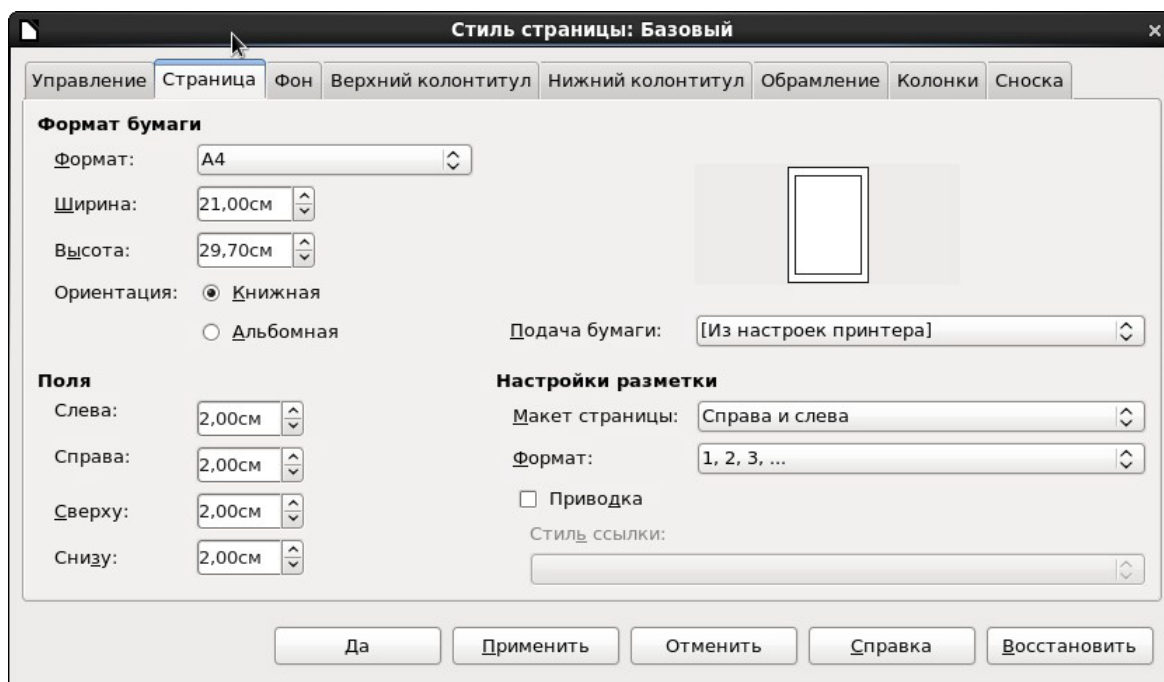 Стиль страницы: Базовый
Управление Страница Фон Верхний колонтитул Нижний колонтитул Обрамление Колонки Сноска
Формат бумаги
Формат: A4
Ширина: 21,00см
Высота: 29,70см
Ориентация: Книжная
Альбомная
Подача бумаги: [Из настроек принтера]
Поля
Слева: 2,00см
Справа: 2,00см
Сверху: 2,00см
Снизу: 2,00см
Настройки разметки
Макет страницы: Справа и слева
Формат: 1, 2, 3, ...
Приводка
Стиль ссылки:
Да Применить Отменить Справка Восстановить